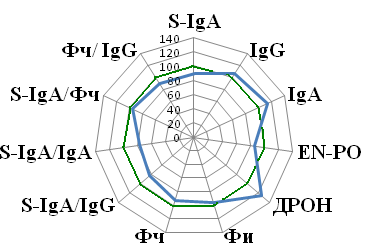 S-IgA
IgG
IgA
EN-PO
ДРОН
Фи
Фч
S-IgA/IgG
S-IgA/IgA
S-IgA/Фч
Фч/ IgG
140
120
100
80
60
40
20
0